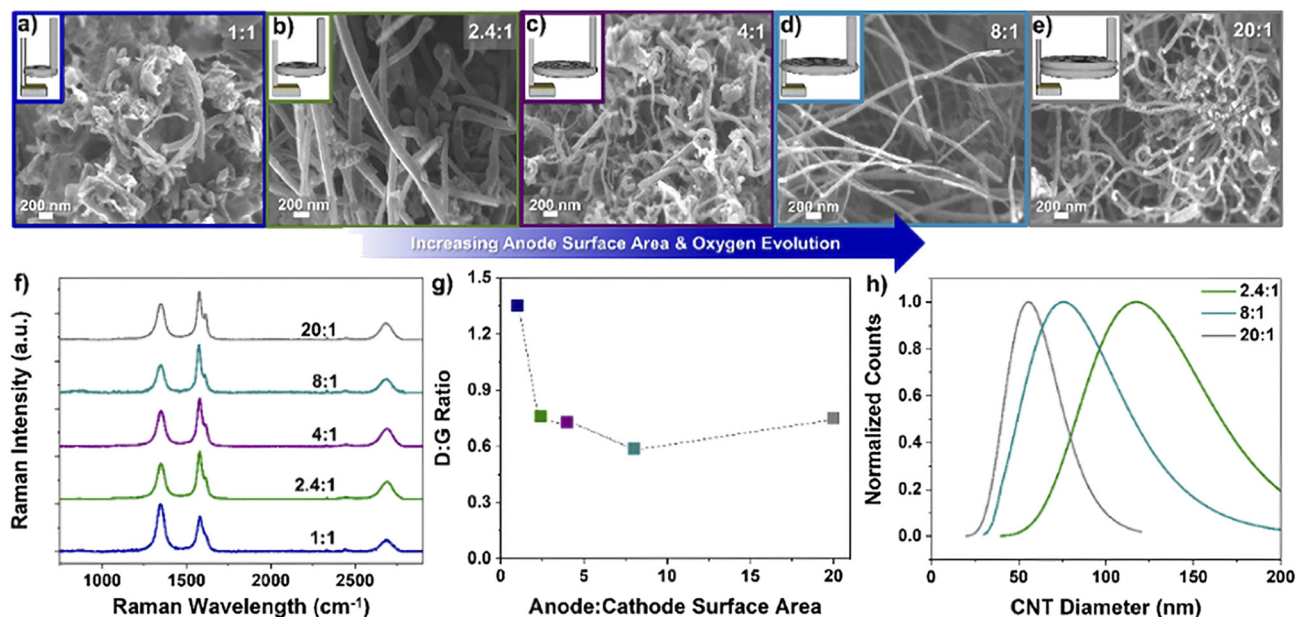 a)
1:1
200 nm
b)
2.4:1
200 nm
c)
4:1
200 nm
d)
8:1
200 nm
e)
20:1
200 nm
Increasing Anode Surface Area & Oxygen Evolution
f)
Raman Intensity (a.u.)
20:1
8:1
4:1
2.4:1
1:1
1000 1500 2000 2500
Raman Wavelength (cm⁻¹)
g)
D:G Ratio
1.5
1.2
0.9
0.6
0.3
0.0
0 5 10 15 20
Anode:Cathode Surface Area
h)
Normalized Counts
1.0
0.8
0.6
0.4
0.2
0.0
2.4:1
8:1
20:1
0 50 100 150 200
CNT Diameter (nm)